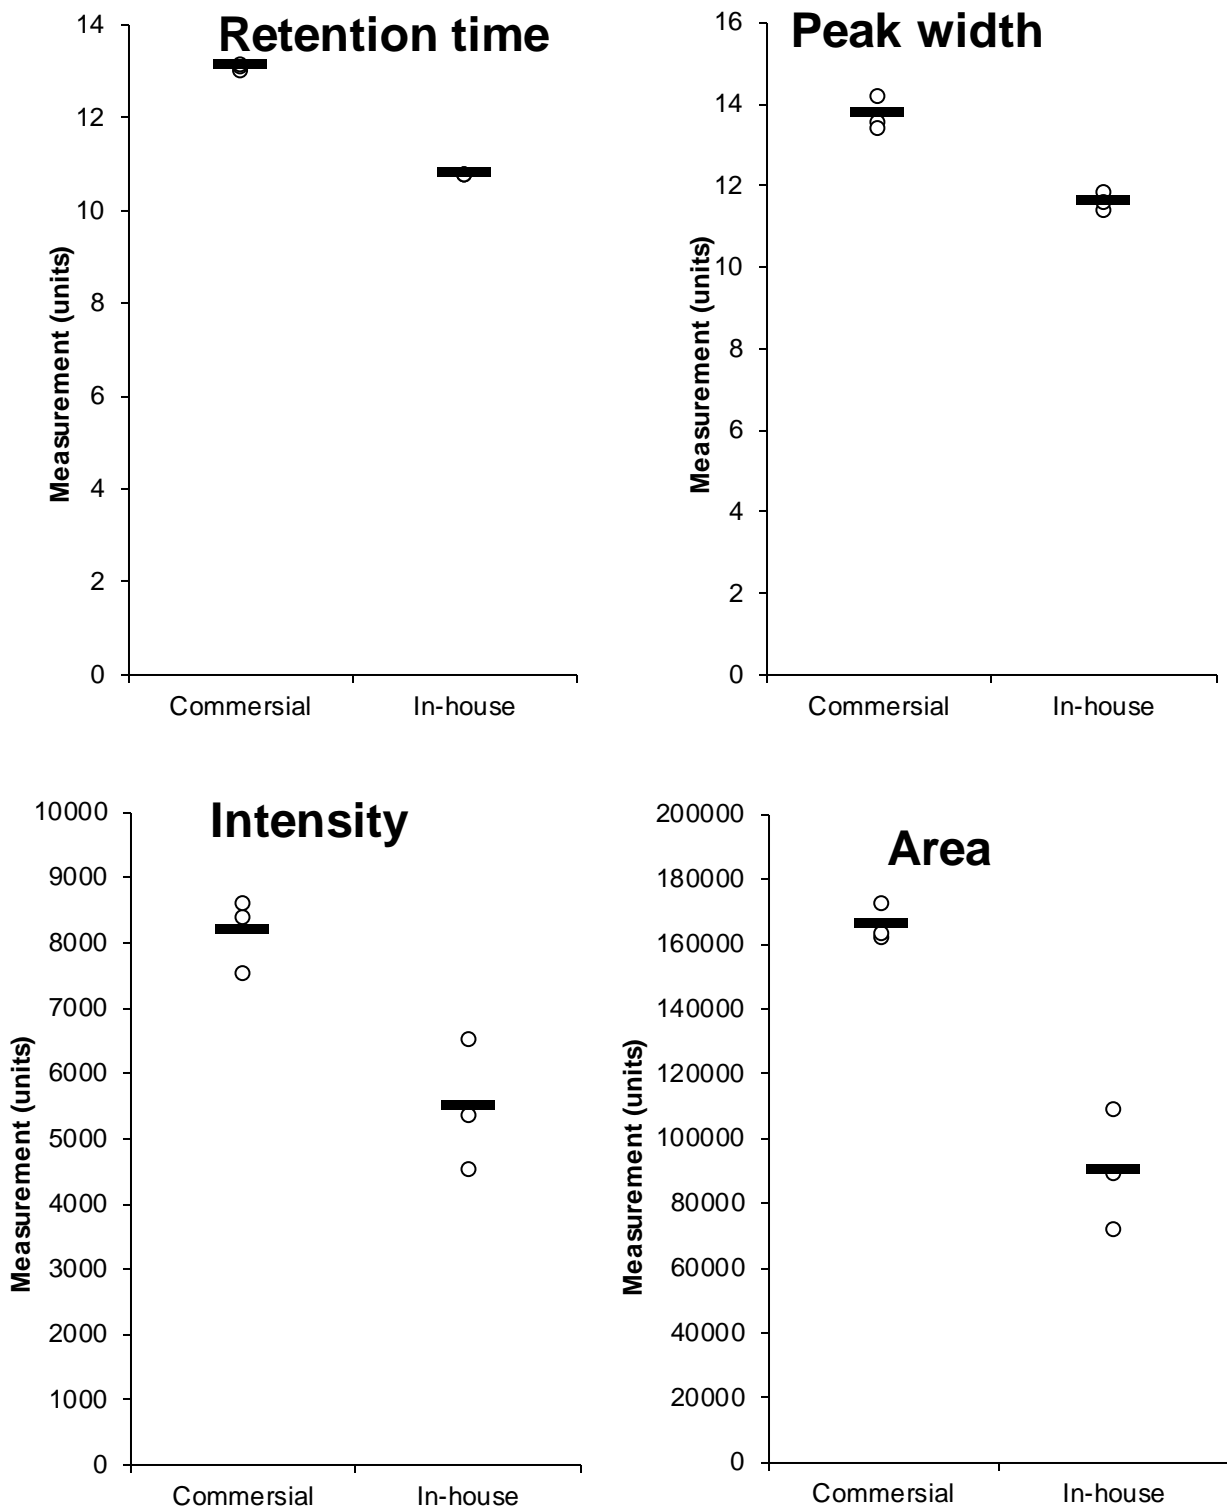 Retention time
14
12
10
8
6
4
2
0
Measurement (units)
Commersial
In-house
Peak width
16
14
12
10
8
6
4
2
0
Measurement (units)
Commercial
In-house
Intensity
10000
9000
8000
7000
6000
5000
4000
3000
2000
1000
0
Measurement (units)
Commercial
In-house
Area
200000
180000
160000
140000
120000
100000
80000
60000
40000
20000
0
Measurement (units)
Commercial
In-house